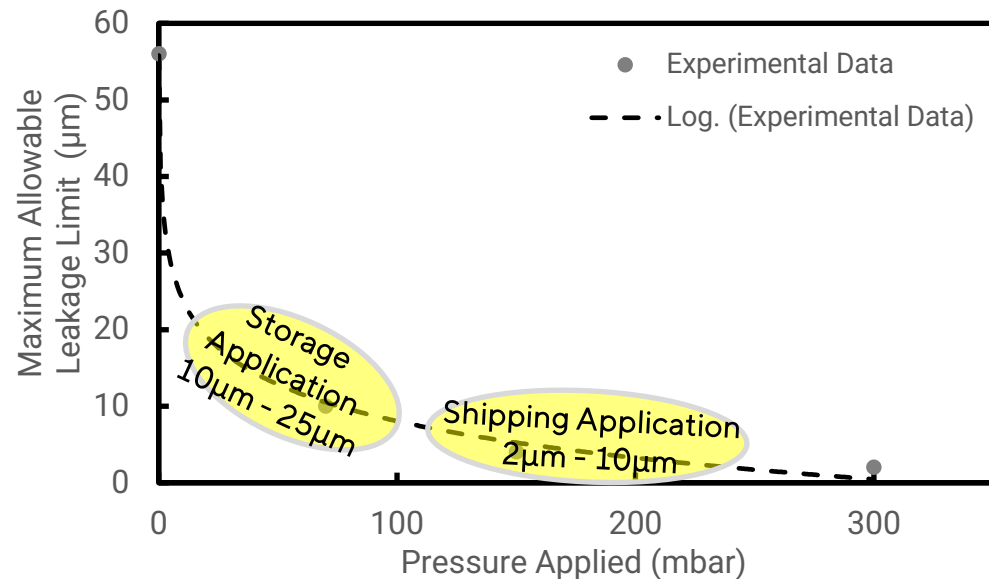 60
50
40
30
20
10
0
Maximum Allowable
Leakage Limit (µm)
Experimental Data
Log. (Experimental Data)
Storage
Application
10µm - 25µm
Shipping Application
2µm - 10µm
0
100
200
300
Pressure Applied (mbar)